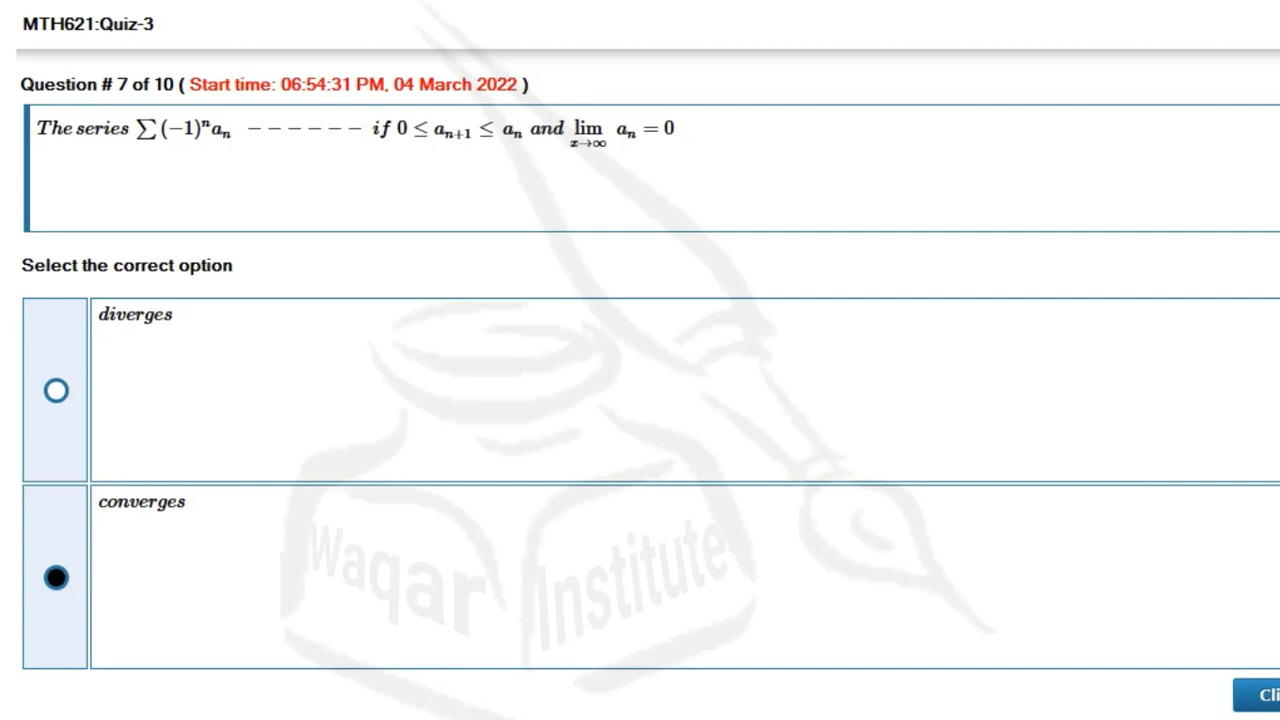 MTH621:Quiz-3
Question # 7 of 10 ( Start time: 06:54:31 PM, 04 March 2022 )
The series ∑(−1)ⁿaₙ − − − − − − if 0 ≤ aₙ₊₁ ≤ aₙ and lim x→∞ aₙ = 0
Select the correct option
diverges
converges
Waqar Institute